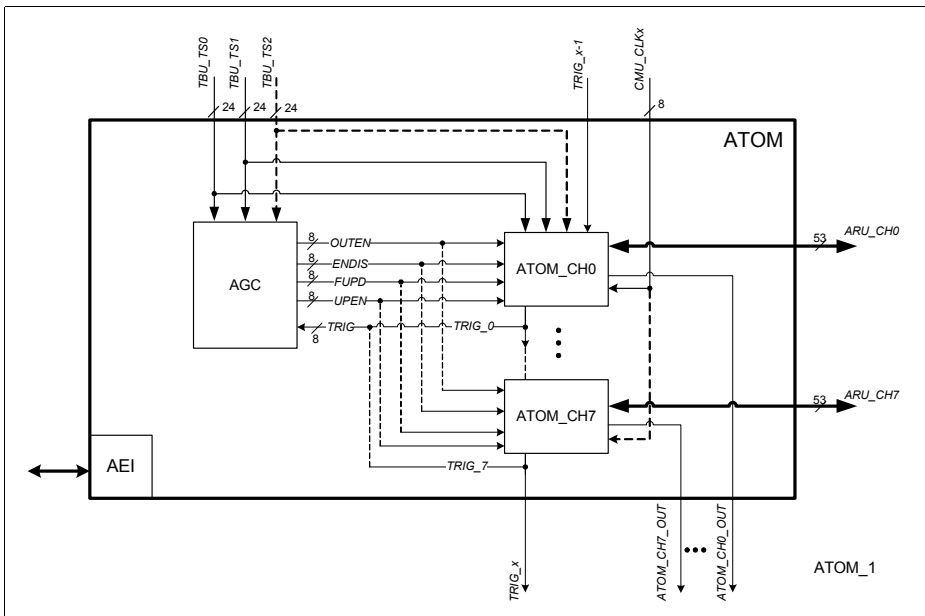 TBU_TS0
TBU_TS1
TBU_TS2
TRIG_x-1
CMU_CLKx
24
24
24
8
ATOM
AGC
8
OUTEN
8
ENDIS
8
FUPD
8
UPEN
8
TRIG
TRIG_0
ATOM_CH0
53
ARU_CH0
ATOM_CH7
53
ARU_CH7
TRIG_7
AEI
TRIG_x
ATOM_CH7_OUT
ATOM_CH0_OUT
ATOM_1